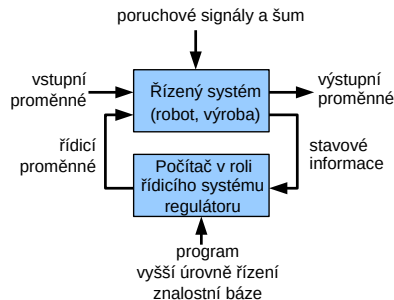 poruchové signály a šum
vstupní
proměnné
Řízený systém
(robot, výroba)
výstupní
proměnné
řídicí
proměnné
stavové
informace
Počítač v roli
řídicího systému
regulátoru
program
vyšší úrovně řízení
znalostní báze